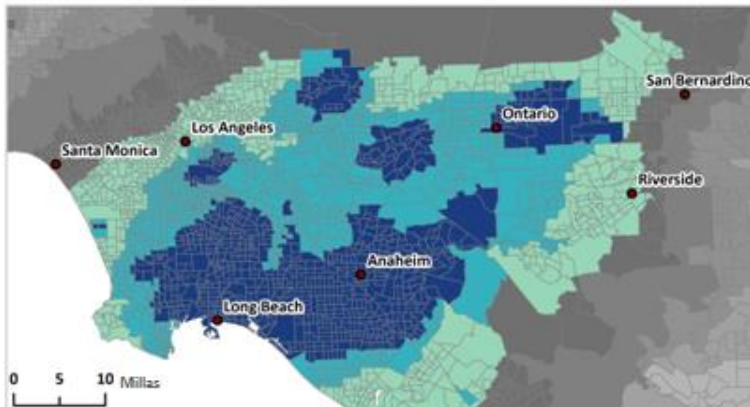 San Bernardino
Ontario
Los Angeles
Santa Monica
Riverside
Anaheim
Long Beach
0 5 10 Millas